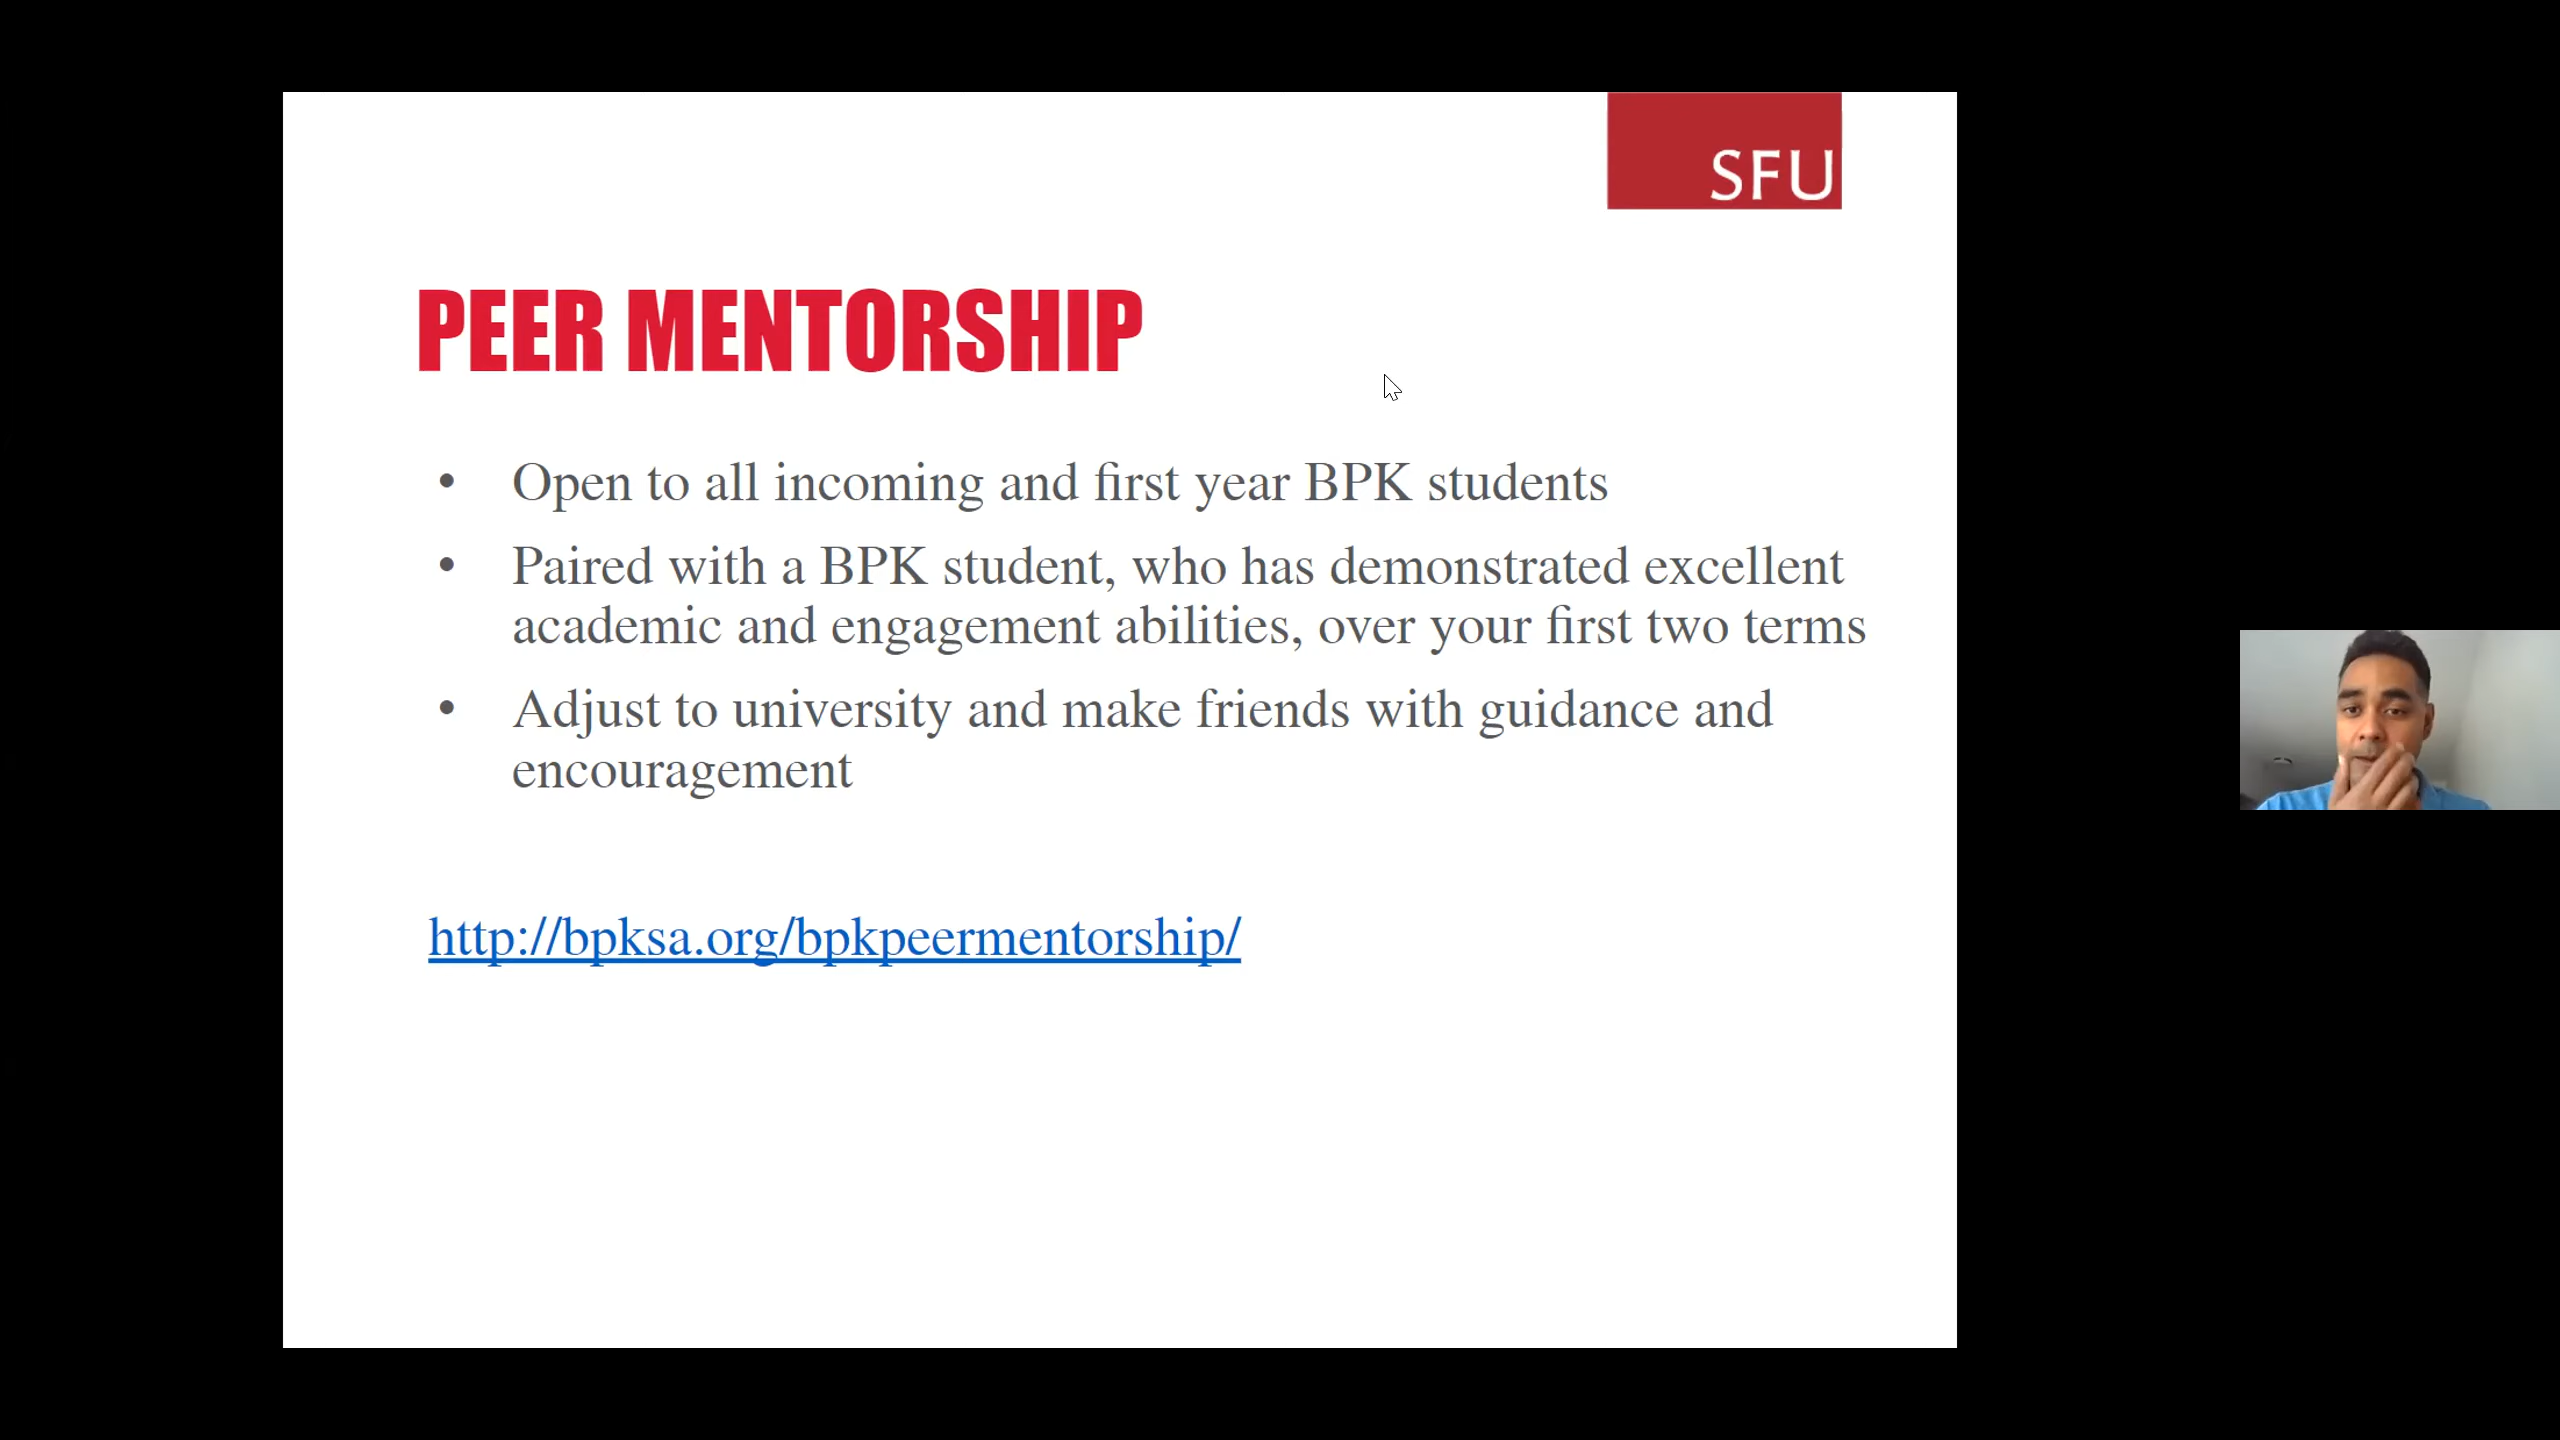 SFU
PEER MENTORSHIP
• Open to all incoming and first year BPK students
• Paired with a BPK student, who has demonstrated excellent
academic and engagement abilities, over your first two terms
• Adjust to university and make friends with guidance and
encouragement
http://bpksa.org/bpkpeermentorship/